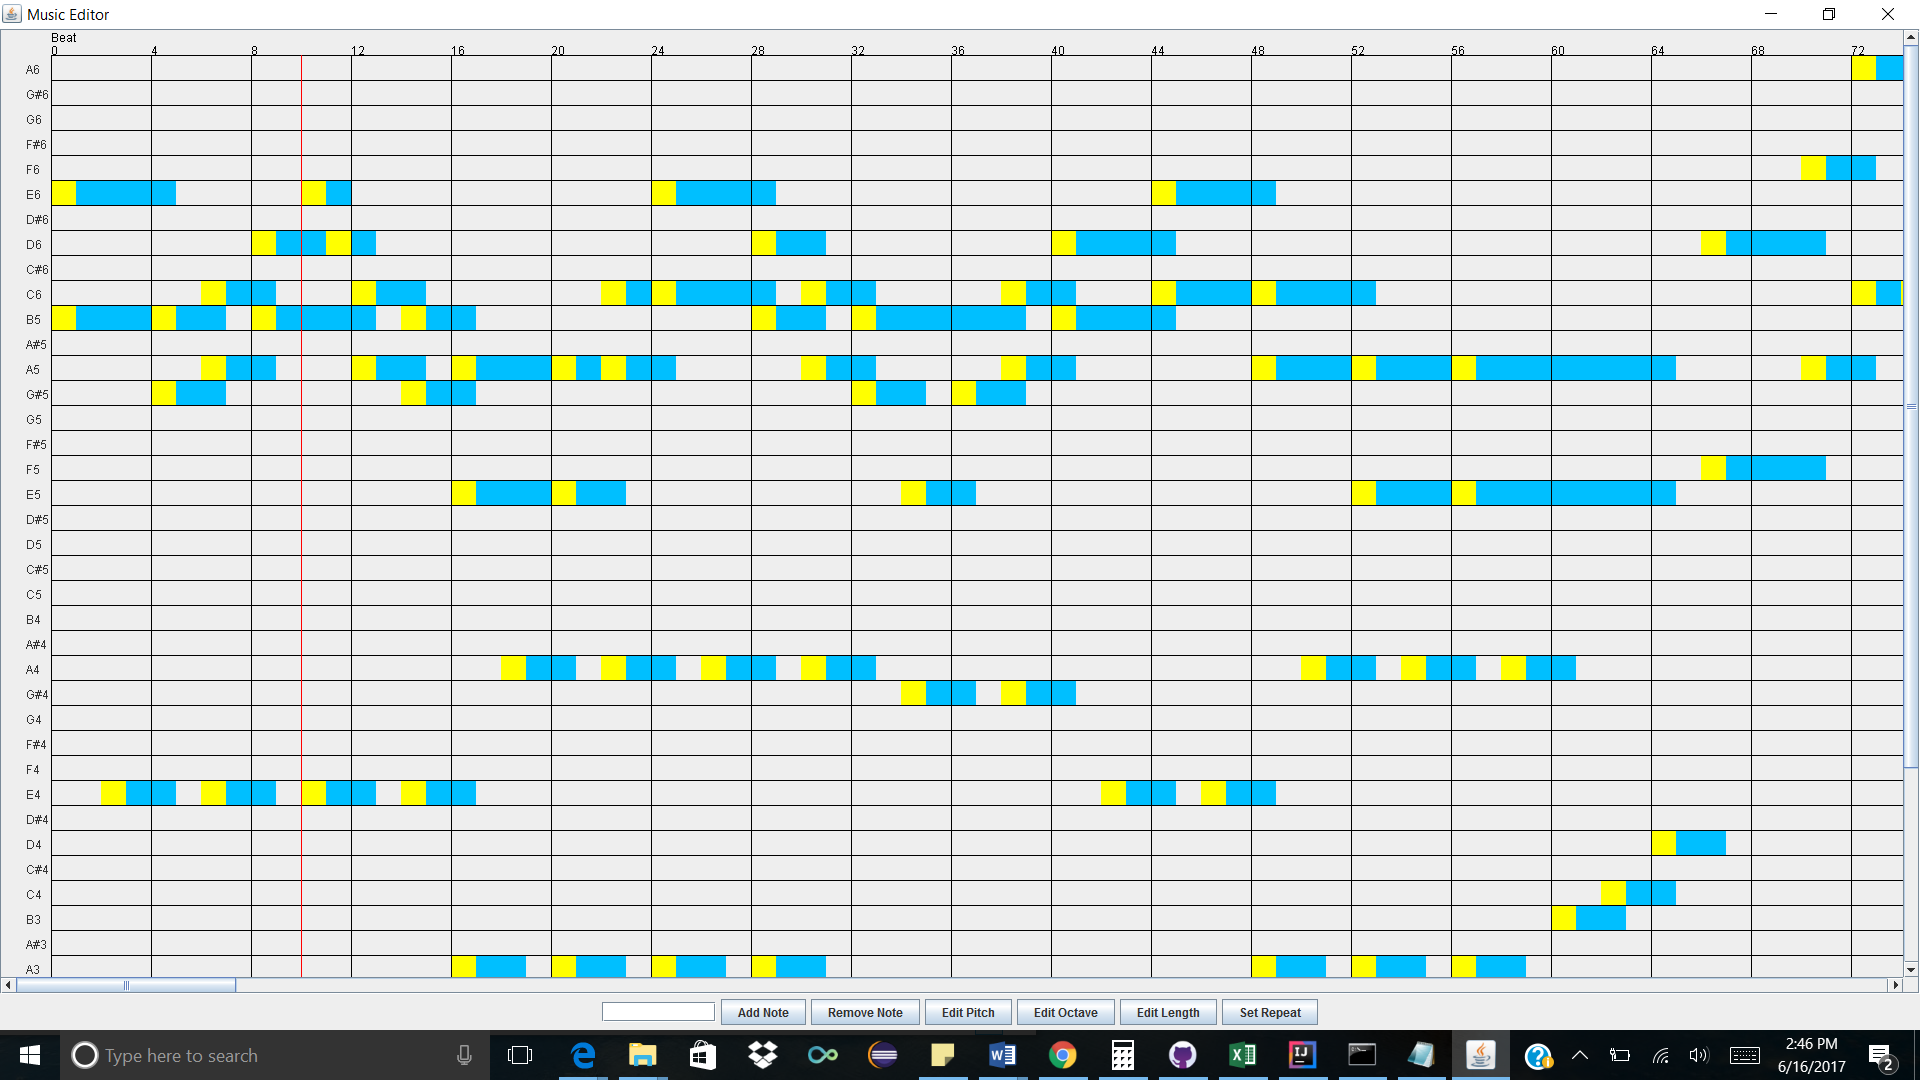 Music Editor
Beat
0 4 8 12 16 20 24 28 32 36 40 44 48 52 56 60 64 68 72
A6
G#6
G6
F#6
F6
E6
D#6
D6
C#6
C6
B5
A#5
A5
G#5
G5
F#5
F5
E5
D#5
D5
C#5
C5
B4
A#4
A4
G#4
G4
F#4
F4
E4
D#4
D4
C#4
C4
B3
A#3
A3
Add Note Remove Note Edit Pitch Edit Octave Edit Length Set Repeat
Type here to search
2:46 PM
6/16/2017
2